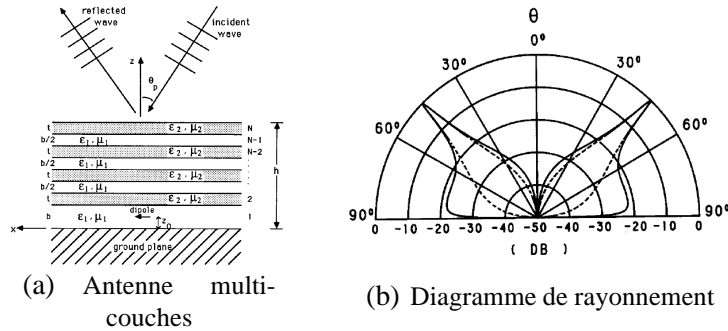 reflected
wave
incident
wave
z
θp
t ε2 , μ2 N
b/2 ε1 , μ1 N-1
t ε2 , μ2 N-2
b/2 ε1 , μ1
t
b/2 ε1 , μ1
t ε2 , μ2 2
b ε1 , μ1 dipole z0 1
h
x
ground plane
(a) Antenne multi-
couches
θ
0°
30° 30°
60° 60°
90° 90°
0 -10 -20 -30 -40 -50 -40 -30 -20 -10 0
( DB )
(b) Diagramme de rayonnement